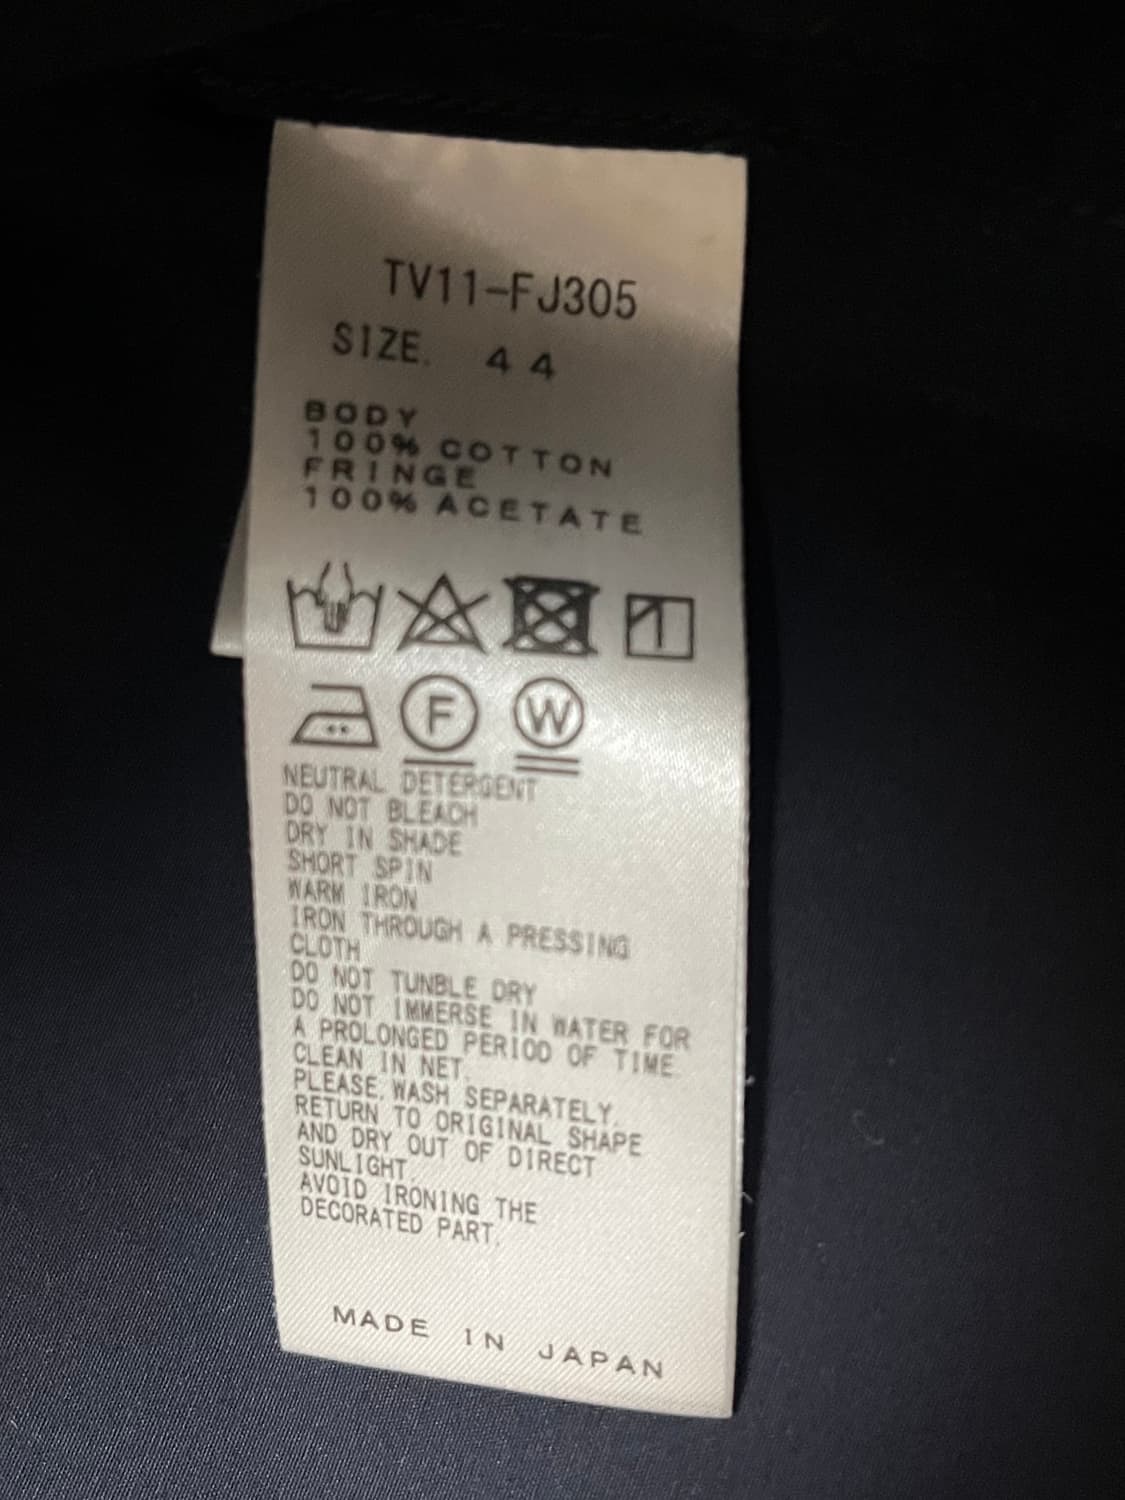 TV11-FJ305
SIZE. 44
BODY
100% COTTON
FRINGE
100% ACETATE
F W
NEUTRAL DETERGENT
DO NOT BLEACH
DRY IN SHADE
SHORT SPIN
WARM IRON
IRON THROUGH A PRESSING
CLOTH
DO NOT TUNBLE DRY
DO NOT IMMERSE IN WATER FOR
A PROLONGED PERIOD OF TIME.
CLEAN IN NET.
PLEASE.WASH SEPARATELY.
RETURN TO ORIGINAL SHAPE
AND DRY OUT OF DIRECT
SUNLIGHT.
AVOID IRONING THE
DECORATED PART.
MADE IN JAPAN